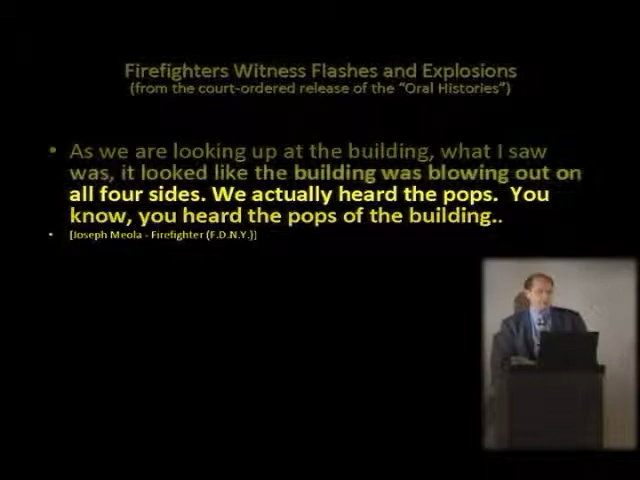 Firefighters Witness Flashes and Explosions
(from the court-ordered release of the “Oral Histories”)
• As we are looking up at the building, what I saw
was, it looked like the building was blowing out on
all four sides. We actually heard the pops. You
know, you heard the pops of the building..
• [Joseph Meola - Firefighter (F.D.N.Y.)]